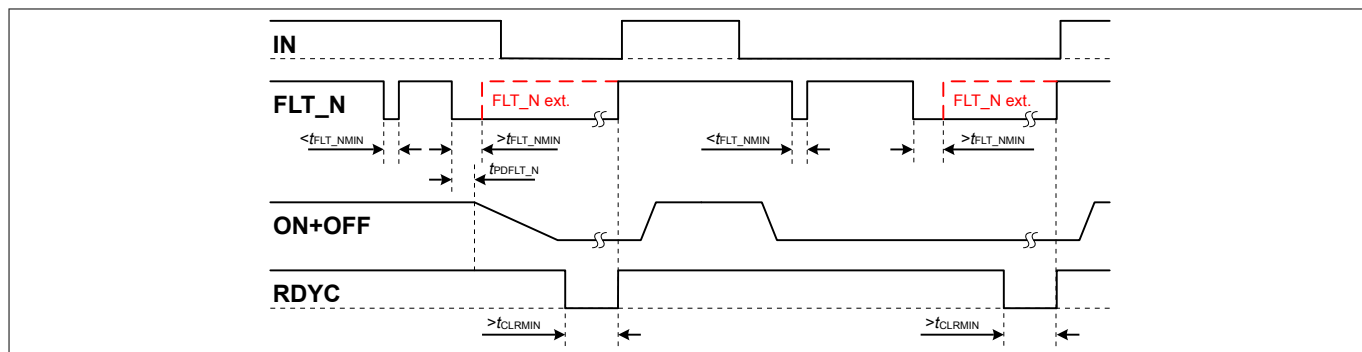 IN
FLT_N
FLT_N ext.
FLT_N ext.
<tFLT_NMIN
>tFLT_NMIN
<tFLT_NMIN
>tFLT_NMIN
tPDFLT_N
ON+OFF
RDYC
>tCLRMIN
>tCLRMIN